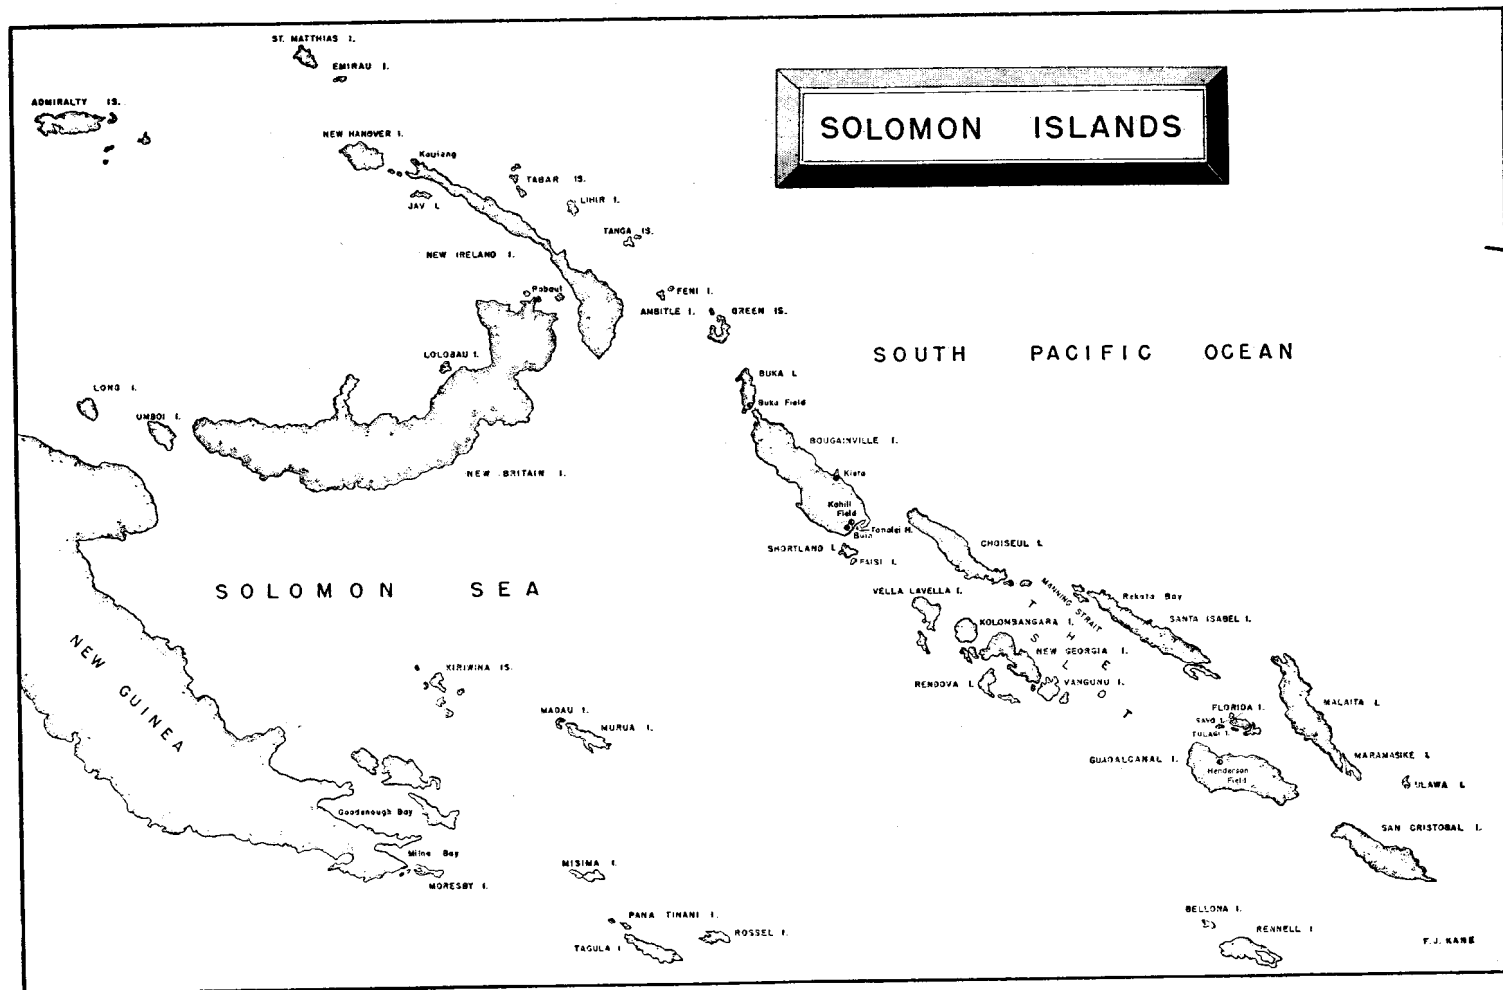 ST. MATTHIAS I.
EMIRAU I.
ADMIRALTY IS.
SOLOMON ISLANDS
NEW HANOVER I.
Kavieng
TABAR IS.
LIHIR I.
JAV I.
TANGA IS.
NEW IRELAND I.
Rabaul
FENI I.
AMBITLE I.
GREEN IS.
SOUTH PACIFIC OCEAN
LOLOBAU I.
BUKA I.
LONG I.
Buka Field
UMBOI I.
BOUGAINVILLE I.
NEW BRITAIN I.
Kieta
Kahili
Field
Tonolei H.
Buin
SHORTLAND I.
CHOISEUL I.
FAISI I.
SOLOMON SEA
VELLA LAVELLA I.
MANNING STRAIT
Rekata Bay
THE SLOT
SANTA ISABEL I.
KOLOMBANGARA I.
NEW GEORGIA I.
NEW GUINEA
KIRIWINA IS.
RENDOVA I.
VANGUNU I.
MADAU I.
MURUA I.
FLORIDA I.
SAVO I.
TULAGI I.
MALAITA I.
GUADALCANAL I.
MARAMASIKE I.
Henderson
Field
ULAWA I.
Goodenough Bay
SAN CRISTOBAL I.
Milne Bay
MISIMA I.
MORESBY I.
PANA TINANI I.
BELLONA I.
ROSSEL I.
RENNELL I
TAGULA I
F.J. KANE